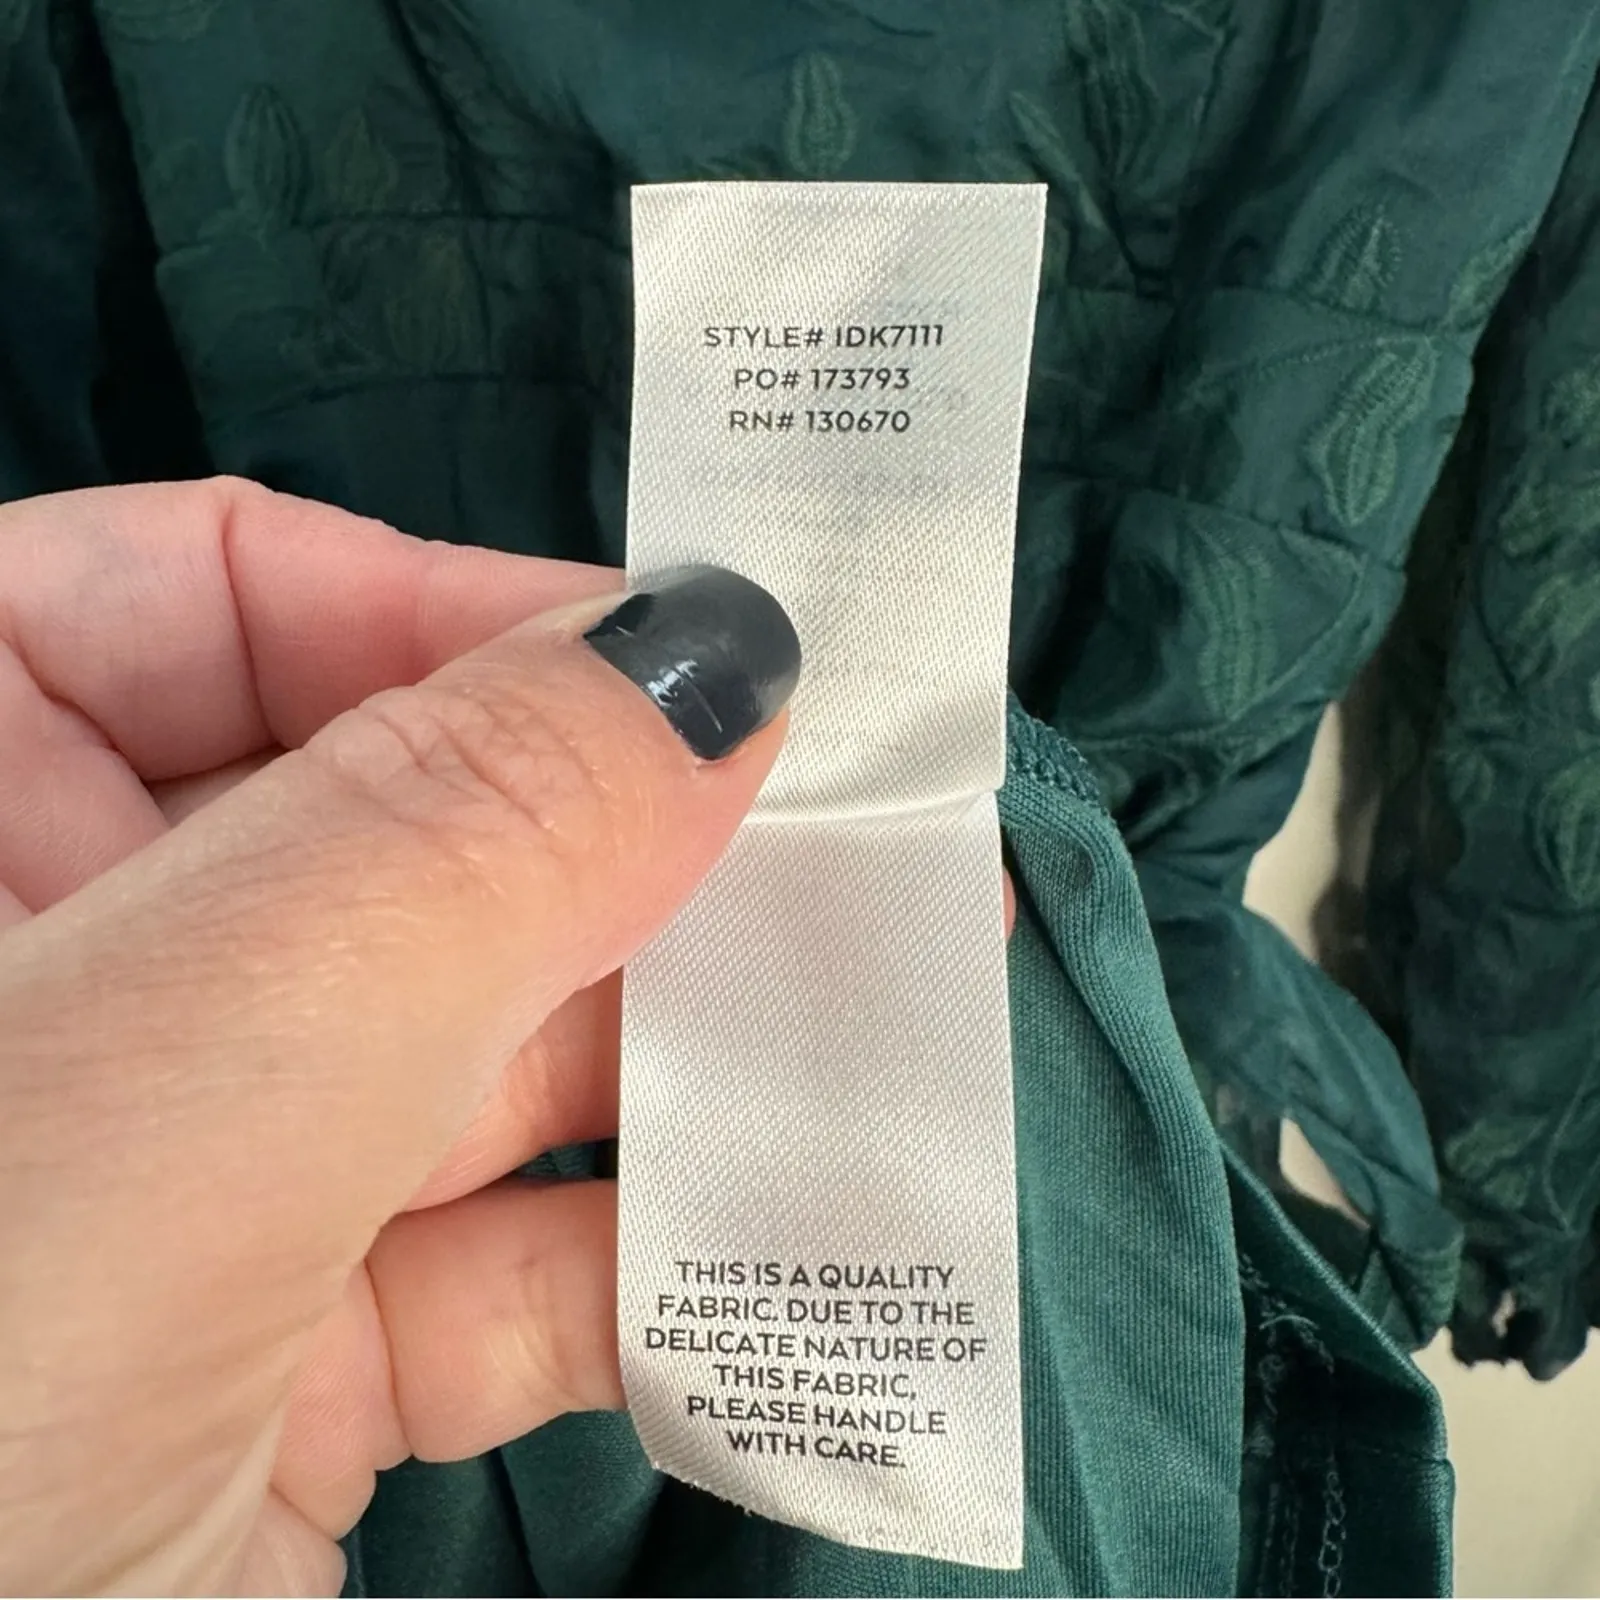 STYLE# IDK7111
PO# 173793
RN# 130670
THIS IS A QUALITY
FABRIC. DUE TO THE
DELICATE NATURE OF
THIS FABRIC,
PLEASE HANDLE
WITH CARE.